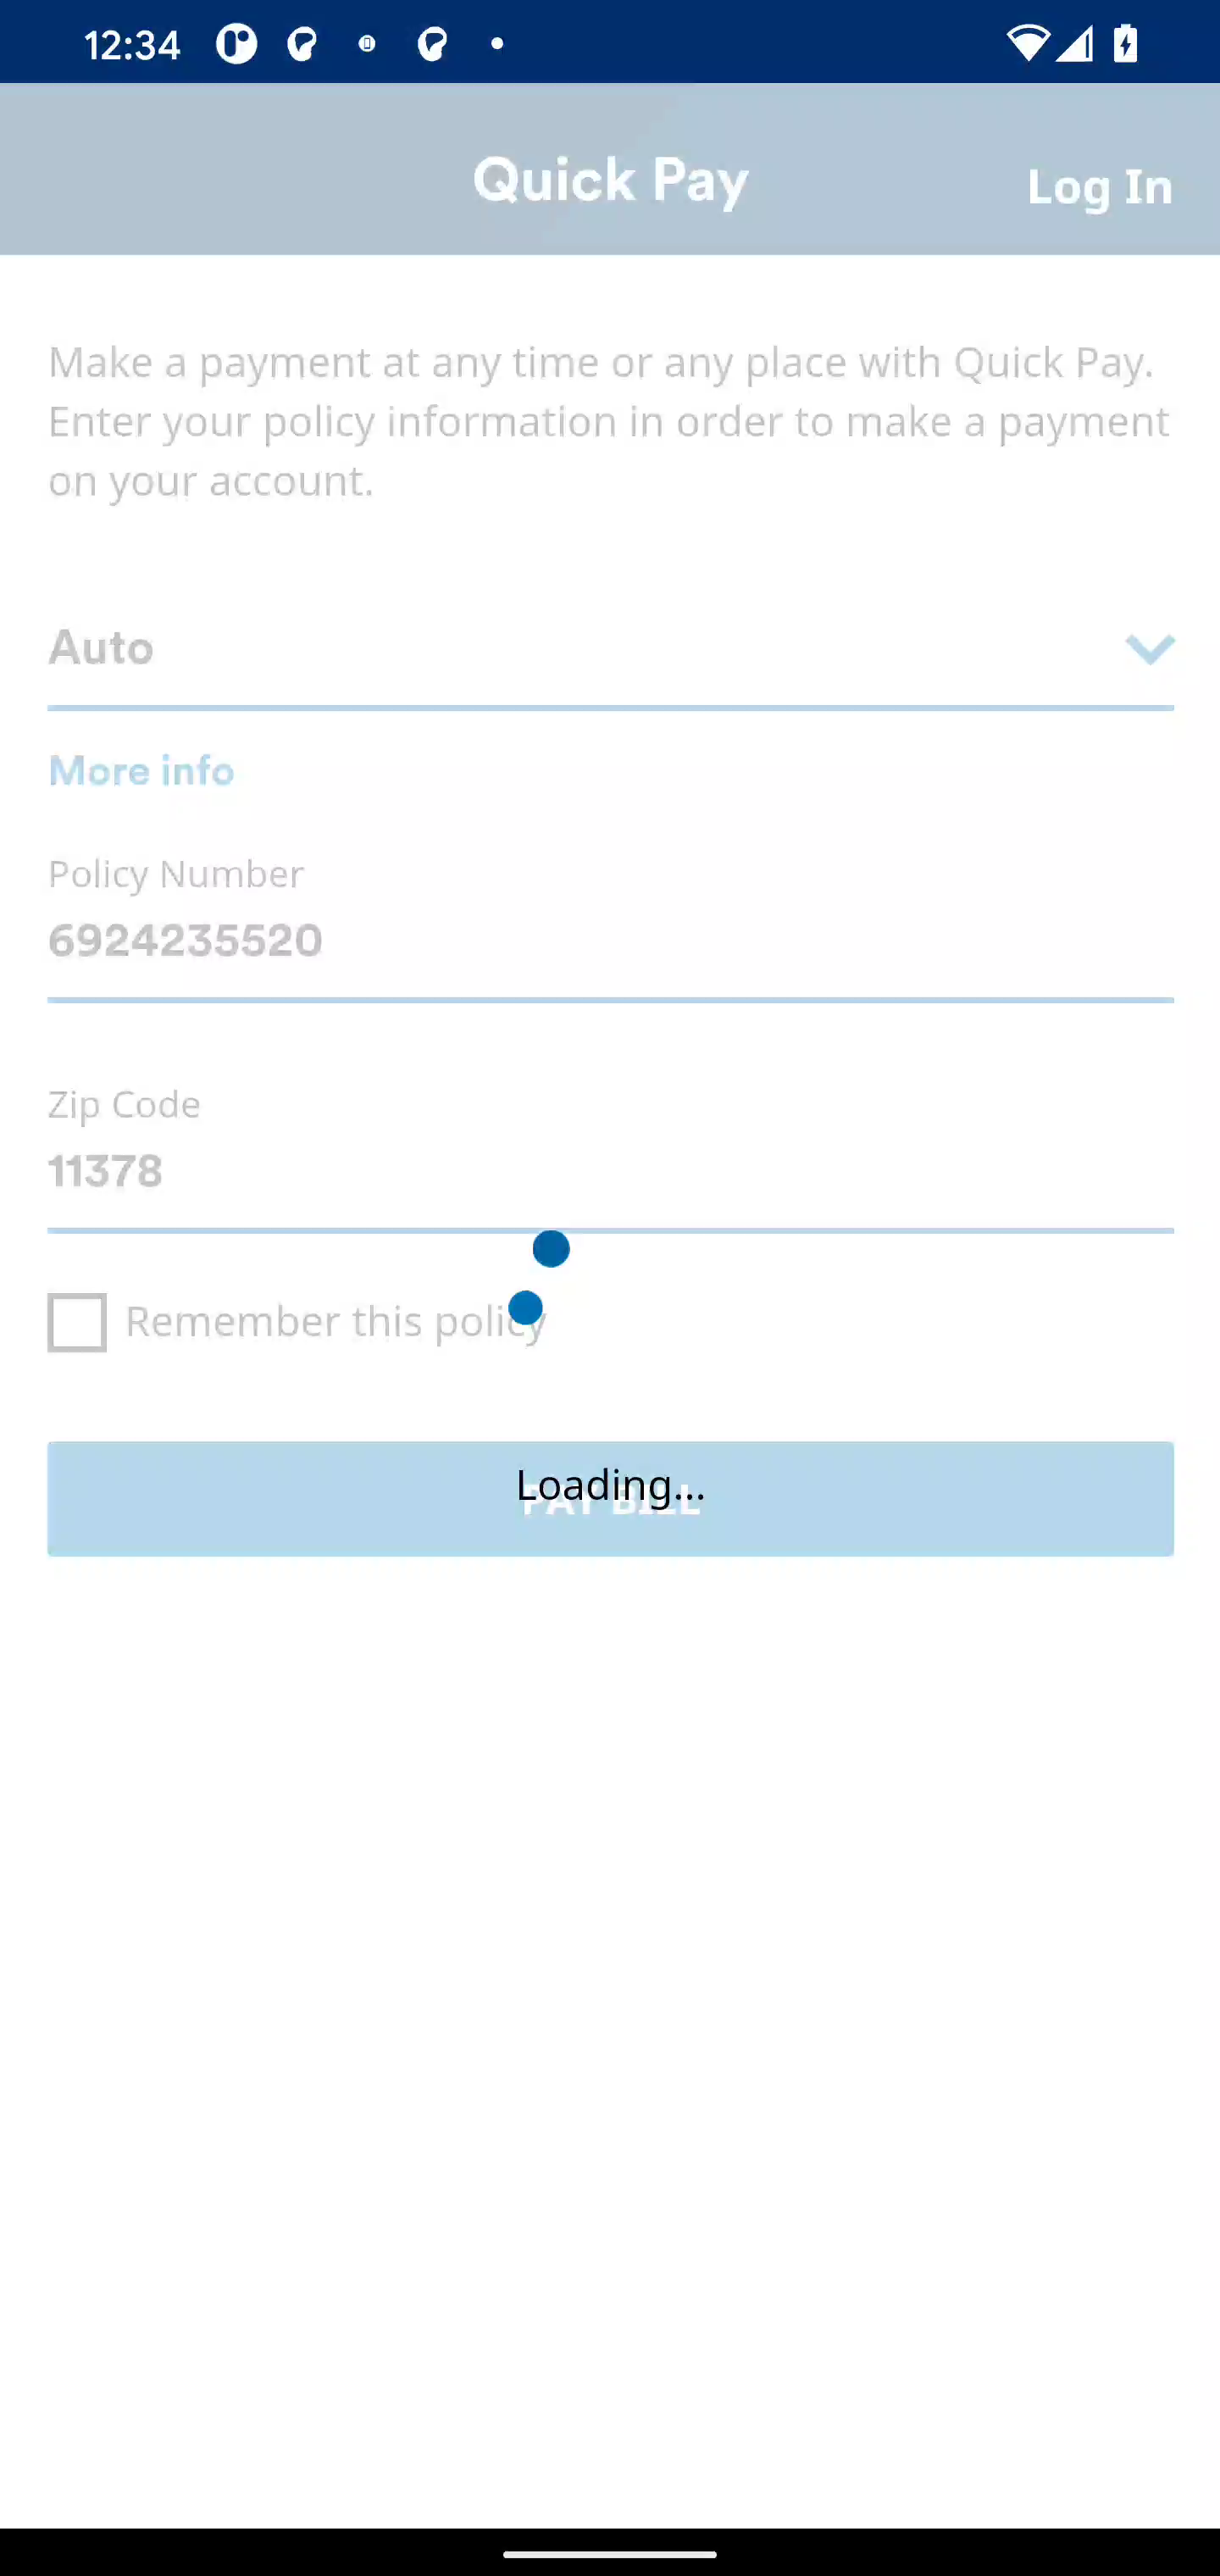 12:34
Quick Pay
Log In
Make a payment at any time or any place with Quick Pay.
Enter your policy information in order to make a payment
on your account.
Auto
More info
Policy Number
6924235520
Zip Code
11378
Remember this policy
Loading...
PAY BILL